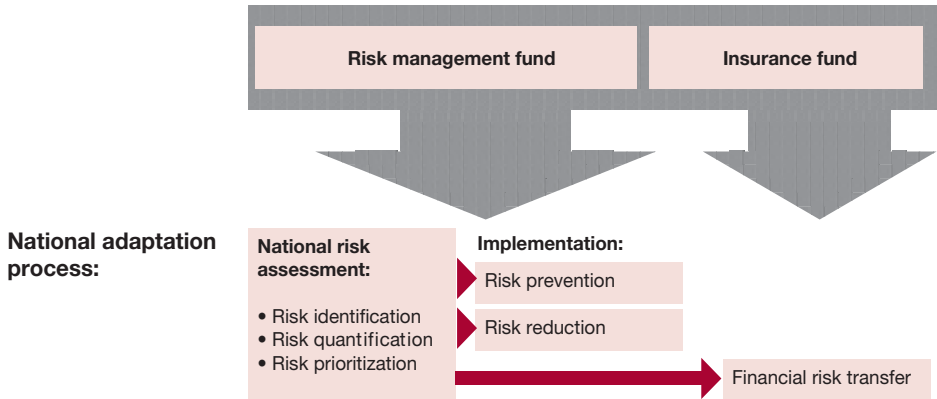 Risk management fund
Insurance fund
National adaptation
process:
National risk
assessment:
• Risk identification
• Risk quantification
• Risk prioritization
Implementation:
Risk prevention
Risk reduction
Financial risk transfer